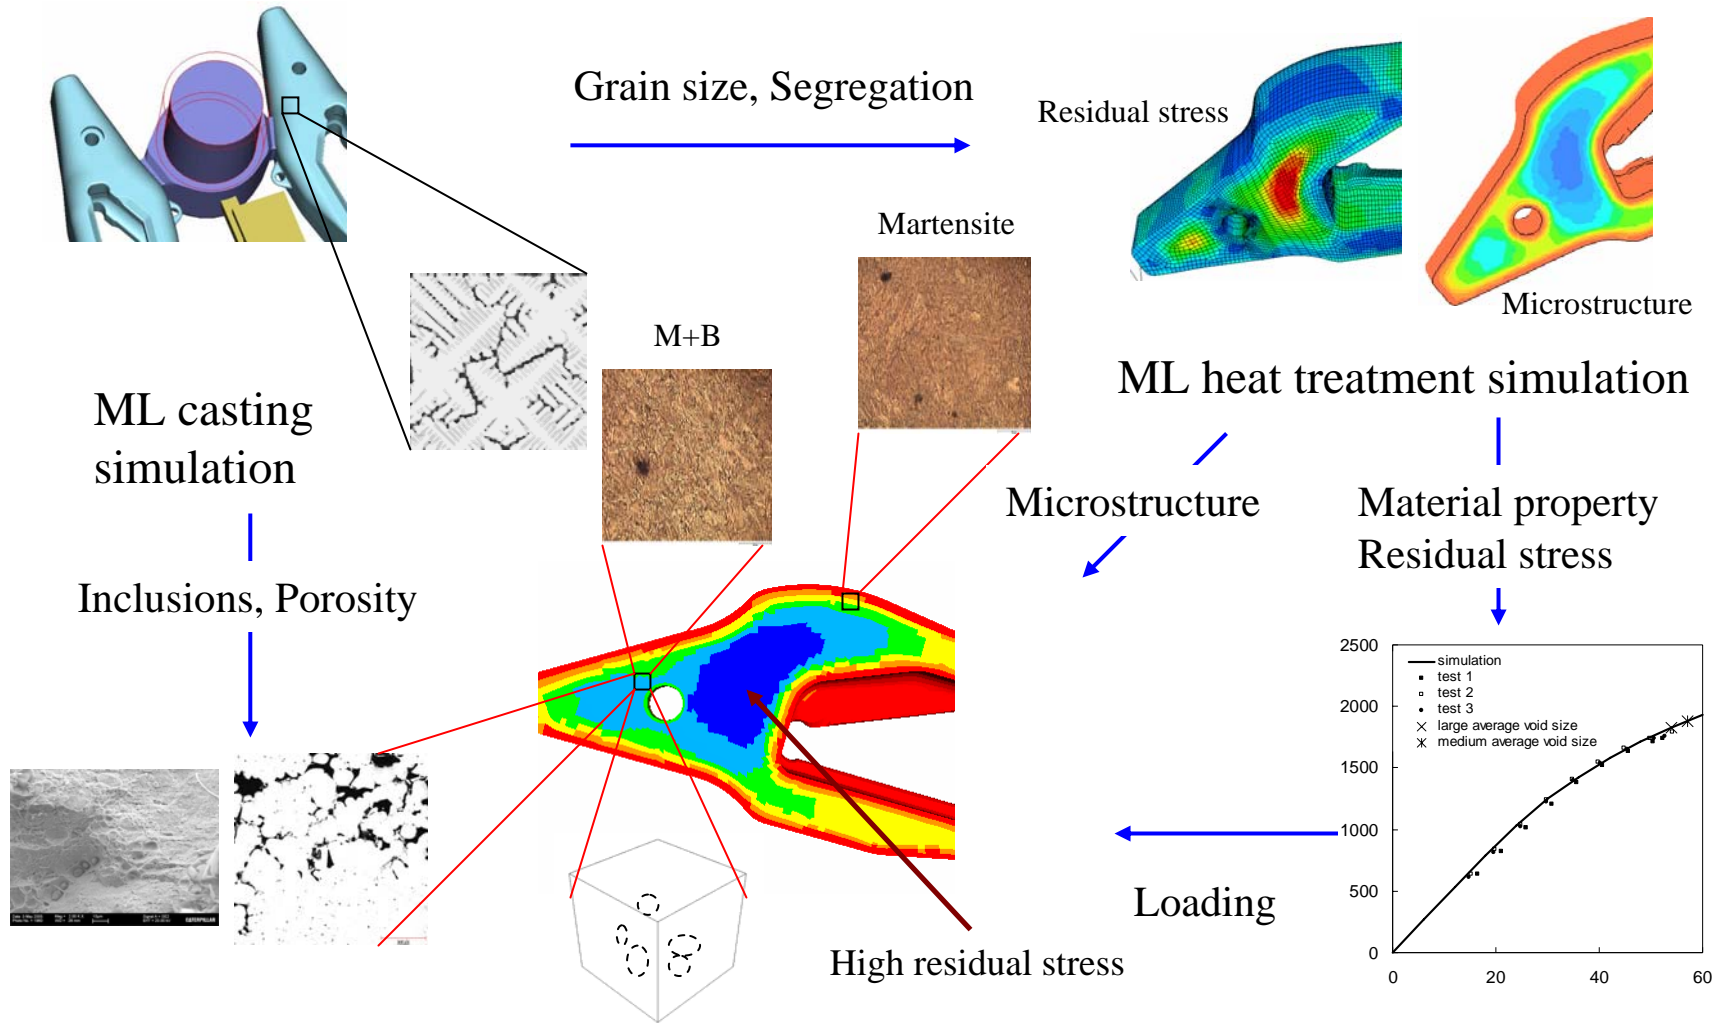 Grain size, Segregation
Residual stress
Microstructure
Martensite
M+B
ML casting
simulation
ML heat treatment simulation
Microstructure
Material property
Residual stress
Inclusions, Porosity
2500
2000
1500
1000
500
0
0
20
40
60
simulation
test 1
test 2
test 3
large average void size
medium average void size
Loading
High residual stress
CATERPILLAR